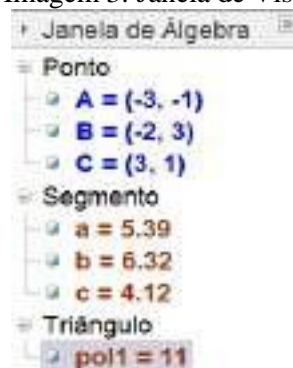 Janela de Álgebra
Ponto
A = (-3, -1)
B = (-2, 3)
C = (3, 1)
Segmento
a = 5.39
b = 6.32
c = 4.12
Triângulo
pol1 = 11